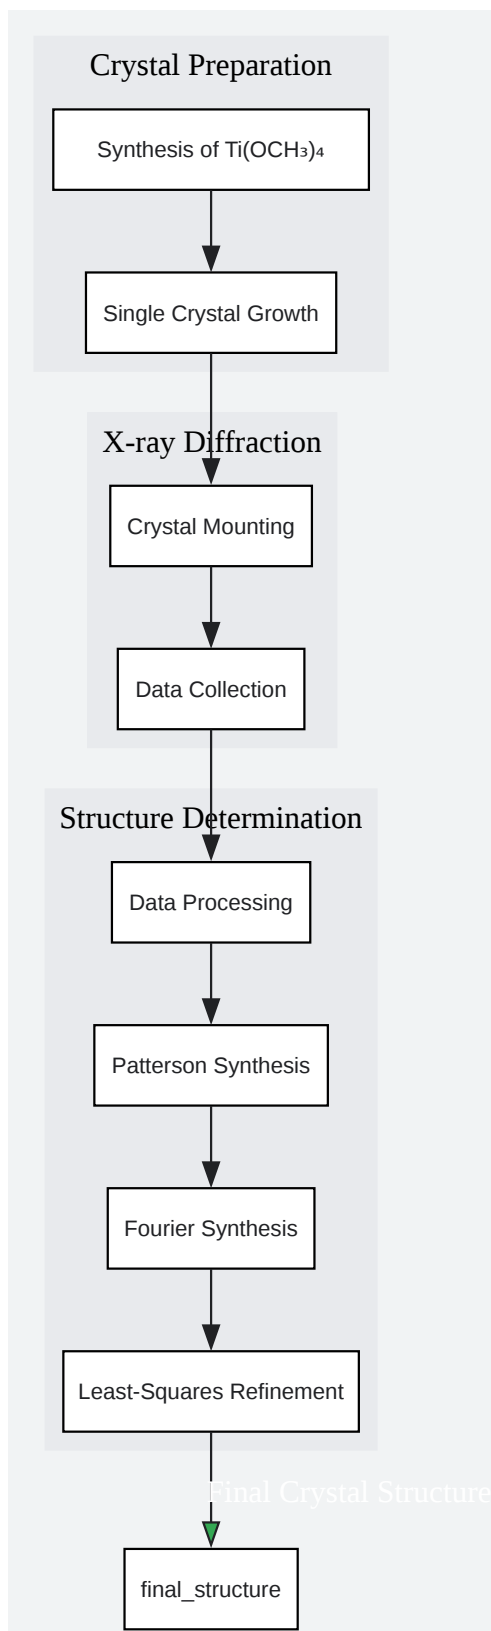 Crystal Preparation
Synthesis of Ti(OCH₃)₄
Single Crystal Growth
X-ray Diffraction
Crystal Mounting
Data Collection
Structure Determination
Data Processing
Patterson Synthesis
Fourier Synthesis
Least-Squares Refinement
Final Crystal Structure
final_structure